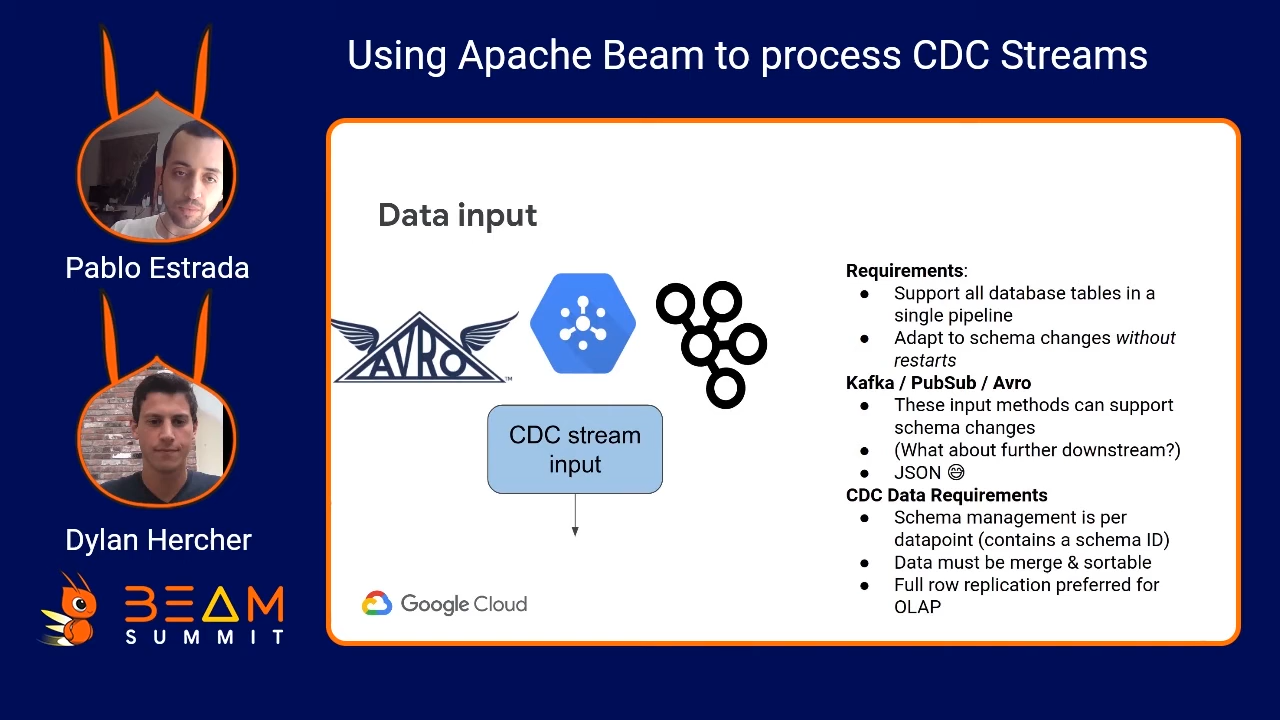 Using Apache Beam to process CDC Streams
Pablo Estrada
Dylan Hercher
BEAM
SUMMIT
Data input
AVRO
TM
CDC stream
input
Google Cloud
Requirements:
● Support all database tables in a
single pipeline
● Adapt to schema changes without
restarts
Kafka / PubSub / Avro
● These input methods can support
schema changes
● (What about further downstream?)
● JSON 😅
CDC Data Requirements
● Schema management is per
datapoint (contains a schema ID)
● Data must be merge & sortable
● Full row replication preferred for
OLAP